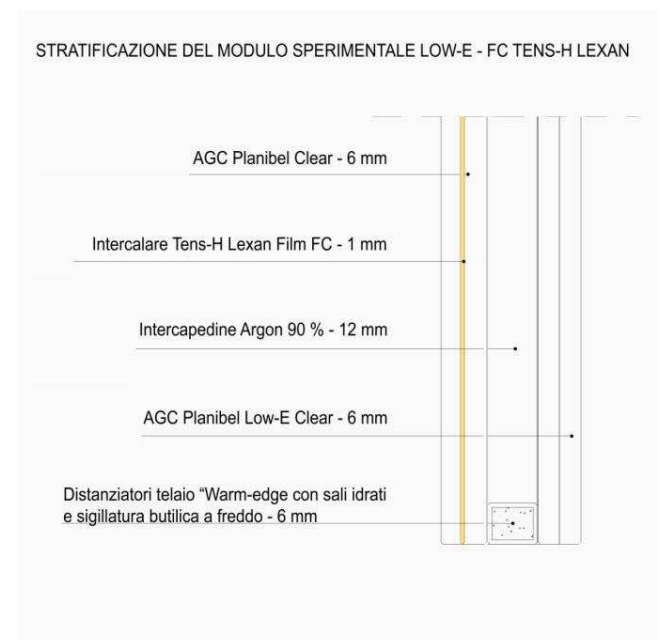 STRATIFICAZIONE DEL MODULO SPERIMENTALE LOW-E - FC TENS-H LEXAN
AGC Planibel Clear - 6 mm
Intercalare Tens-H Lexan Film FC - 1 mm
Intercapedine Argon 90 % - 12 mm
AGC Planibel Low-E Clear - 6 mm
Distanziatori telaio “Warm-edge con sali idrati
e sigillatura butilica a freddo - 6 mm